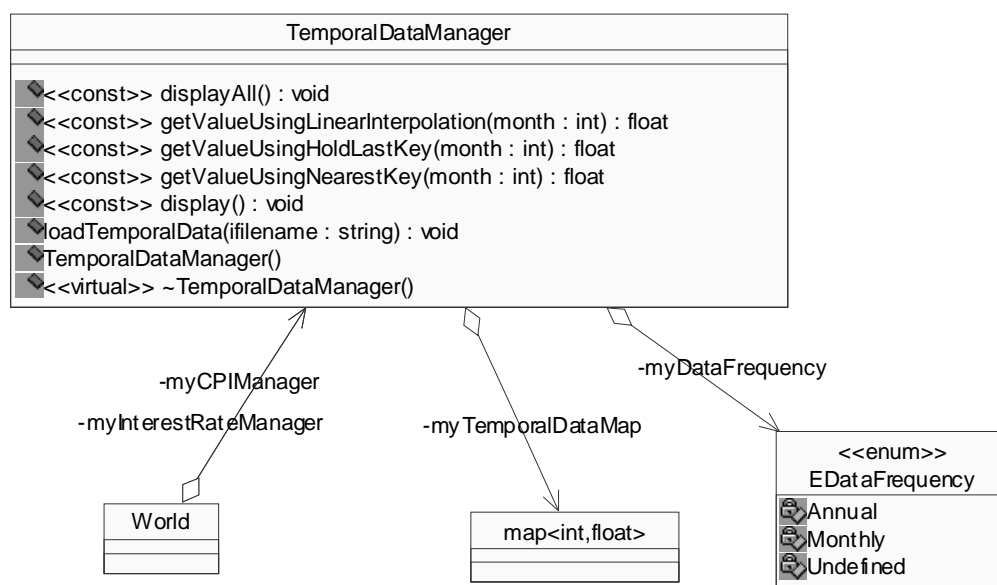 TemporalDataManager
<<const>> displayAll() : void
<<const>> getValueUsingLinearInterpolation(month : int) : float
<<const>> getValueUsingHoldLastKey(month : int) : float
<<const>> getValueUsingNearestKey(month : int) : float
<<const>> display() : void
loadTemporalData(ifilename : string) : void
TemporalDataManager()
<<virtual>> ~TemporalDataManager()
-myCPIManager
-myInterestRateManager
-myTemporalDataMap
-myDataFrequency
World
map<int,float>
<<enum>>
EDataFrequency
Annual
Monthly
Undefined